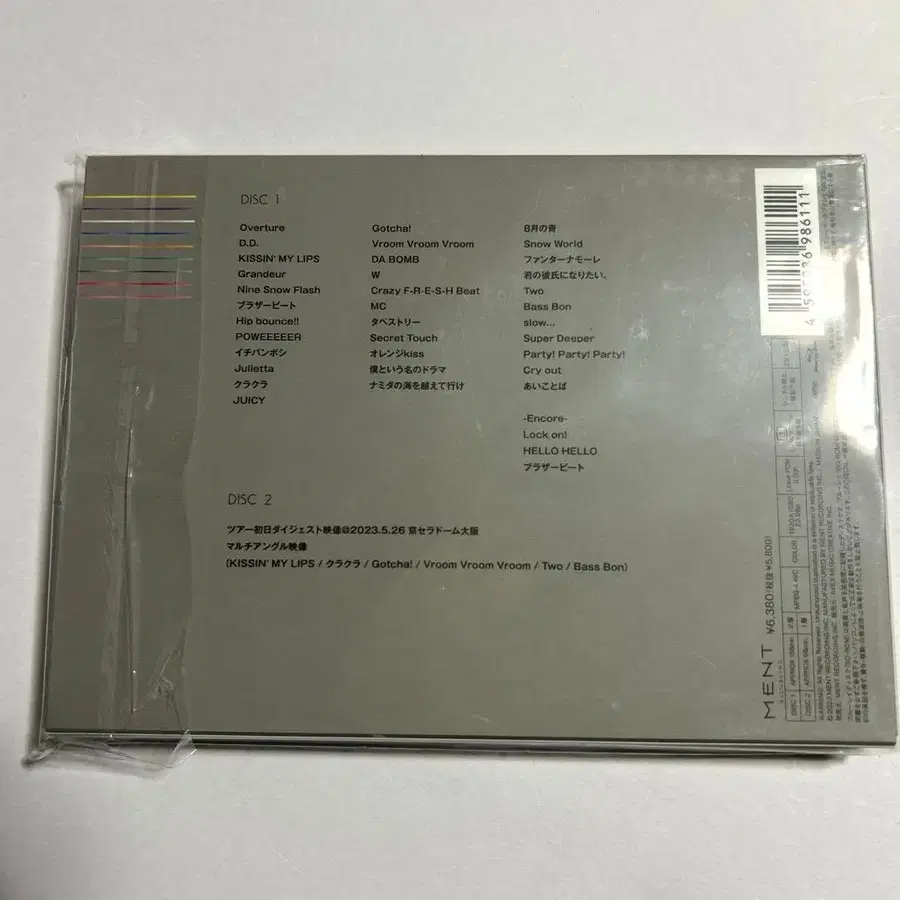 DISC 1
Overture
D.D.
KISSIN' MY LIPS
Grandeur
Nine Snow Flash
ブラザービート
Hip bounce!!
POWEEEEER
イチバンボシ
Julietta
クラクラ
JUICY
Gotcha!
Vroom Vroom Vroom
DA BOMB
W
Crazy F-R-E-S-H Beat
MC
タペストリー
Secret Touch
オレンジkiss
僕という名のドラマ
ナミダの海を越えて行け
8月の青
Snow World
ファンターナモーレ
君の彼氏になりたい。
Two
Bass Bon
slow...
Super Deeper
Party! Party! Party!
Cry out
あいことば
-Encore-
Lock on!
HELLO HELLO
ブラザービート
DISC 2
ツアー初日ダイジェスト映像@2023.5.26 京セラドーム大阪
マルチアングル映像
(KISSIN' MY LIPS / クラクラ / Gotcha! / Vroom Vroom Vroom / Two / Bass Bon)
MENT
¥6,380(税抜¥5,800)